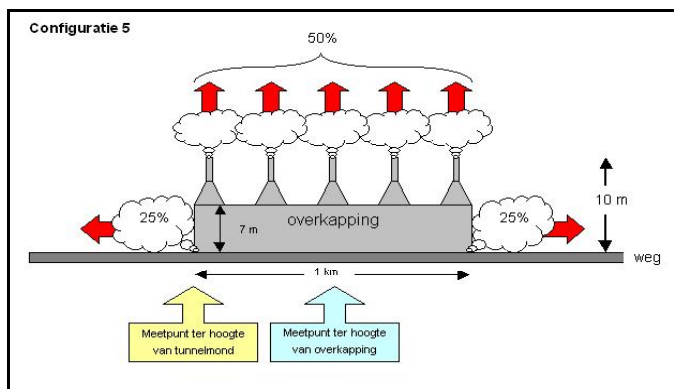 Configuratie 5
50%
25%
overkapping
7 m
25%
10 m
weg
1 km
Meetpunt ter hoogte
van tunnelmond
Meetpunt ter hoogte
van overkapping